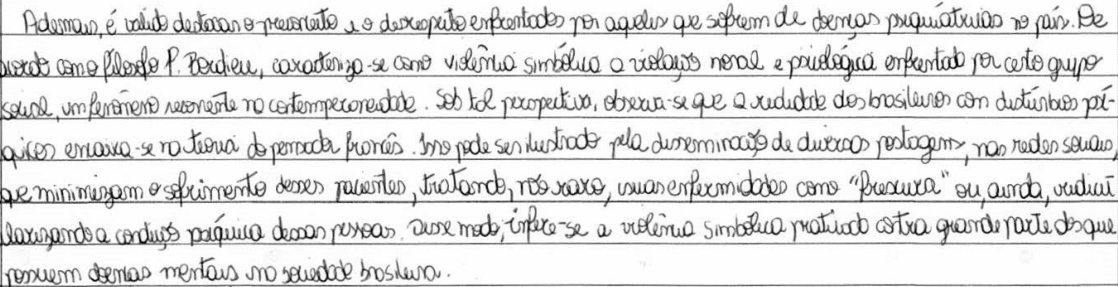 Ademais, é válido destacar o preconceito e o desrespeito enfrentados por aqueles que sofrem de doenças psiquiátricas no país. De
acordo com o filósofo P. Bordieu, caracteriza-se como violência simbólica a violação moral e psicológica enfrentada por certo grupo
social, um fenômeno recorrente na contemporaneidade. Sob tal perspectiva, observa-se que a realidade dos brasileiros com distúrbios psí-
quicos encaixa-se na teoria do pensador francês. Isso pode ser ilustrado pela disseminação de diversas postagens, nas redes sociais,
que minimizam o sofrimento desses pacientes, tratando, não raro, suas enfermidades como "frescura" ou, ainda, ridicu-
larizando a condição psíquica dessas pessoas. Desse modo, infere-se a violência simbólica praticada contra grande parte dos que
possuem doenças mentais na sociedade brasileira.